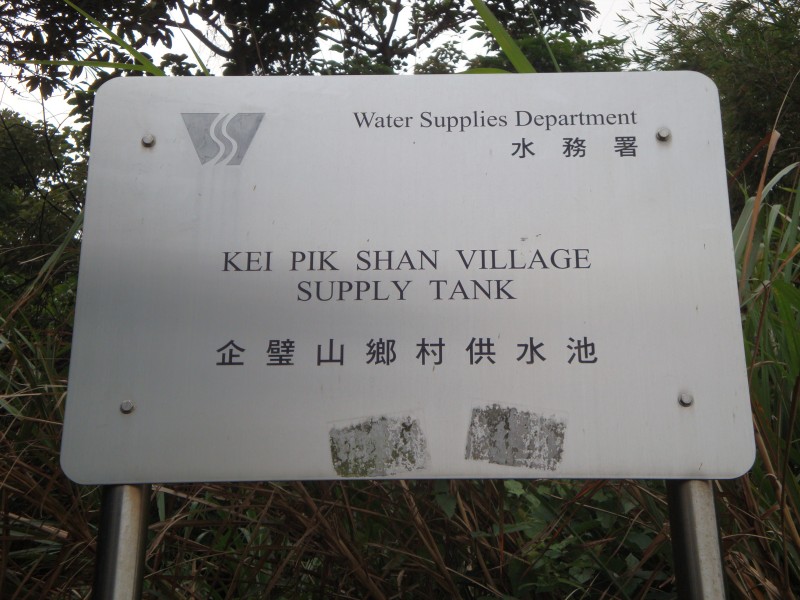 Water Supplies Department
水務署
KEI PIK SHAN VILLAGE
SUPPLY TANK
企璧山鄉村供水池